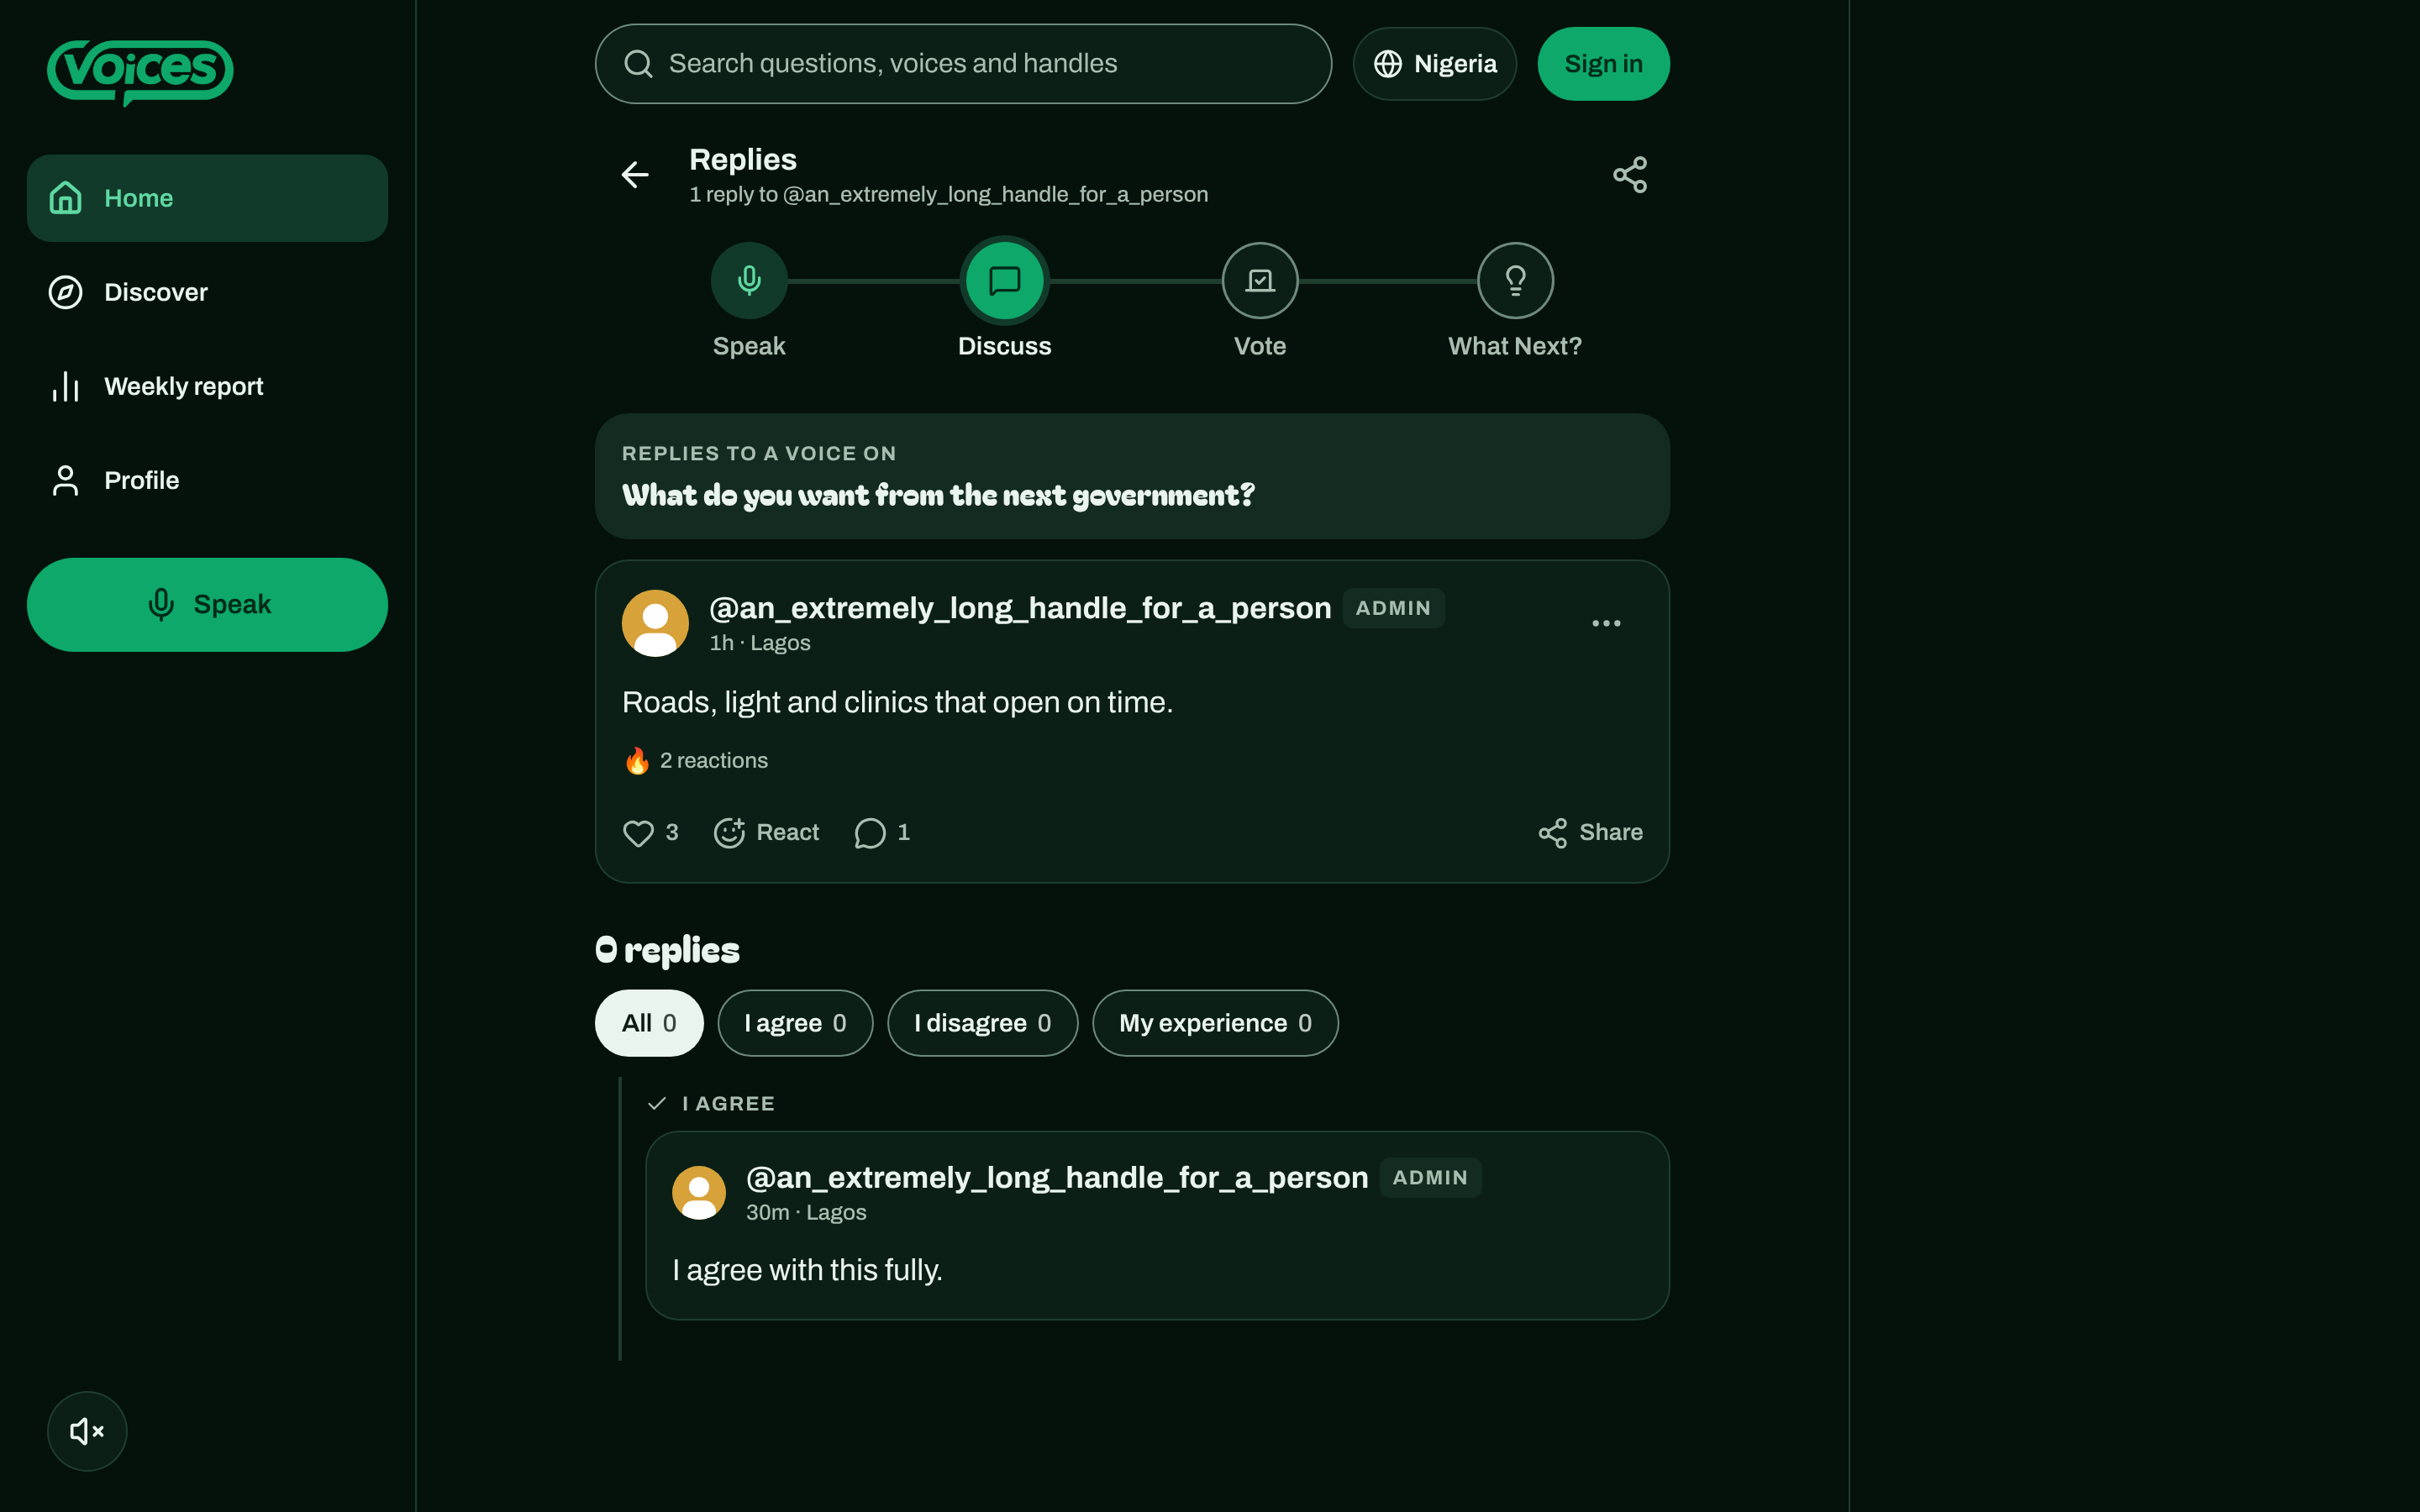 Voices
Search questions, voices and handles
Nigeria
Sign in
Home
Discover
Weekly report
Profile
Speak
Replies
1 reply to @an_extremely_long_handle_for_a_person
Speak
Discuss
Vote
What Next?
REPLIES TO A VOICE ON
What do you want from the next government?
@an_extremely_long_handle_for_a_person ADMIN
1h · Lagos
Roads, light and clinics that open on time.
🔥 2 reactions
3 React 1 Share
0 replies
All 0 I agree 0 I disagree 0 My experience 0
I AGREE
@an_extremely_long_handle_for_a_person ADMIN
30m · Lagos
I agree with this fully.